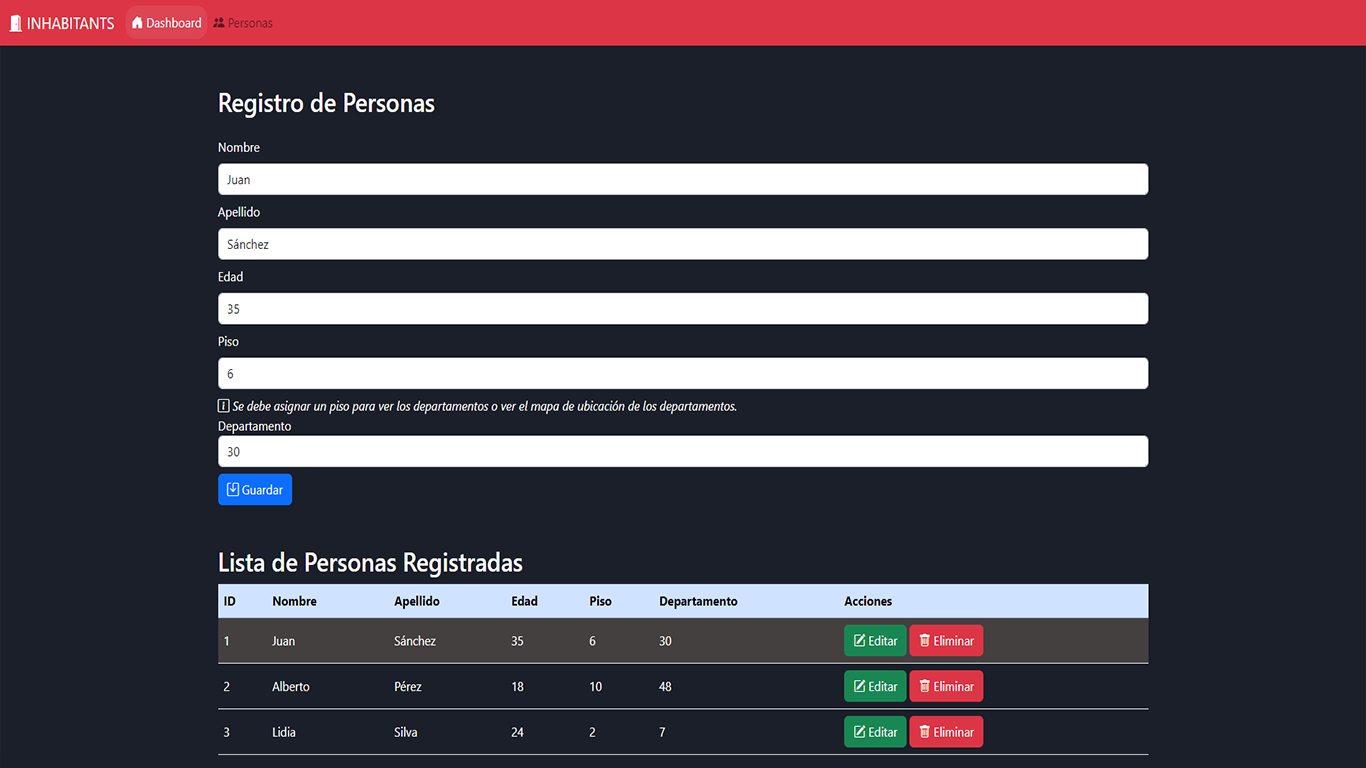 INHABITANTS Dashboard Personas
Registro de Personas
Nombre
Juan
Apellido
Sánchez
Edad
35
Piso
6
Se debe asignar un piso para ver los departamentos o ver el mapa de ubicación de los departamentos.
Departamento
30
Guardar
Lista de Personas Registradas
ID Nombre Apellido Edad Piso Departamento Acciones
1 Juan Sánchez 35 6 30 Editar Eliminar
2 Alberto Pérez 18 10 48 Editar Eliminar
3 Lidia Silva 24 2 7 Editar Eliminar